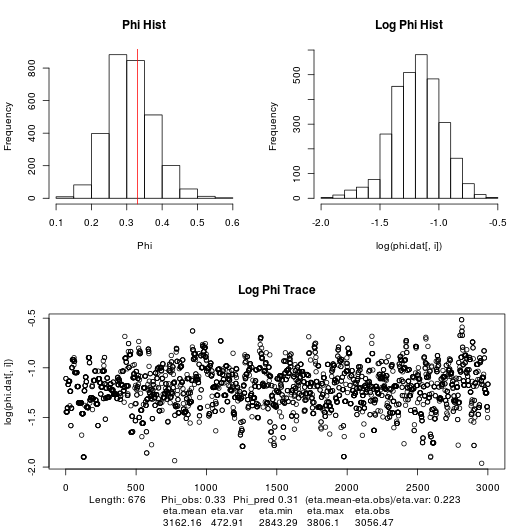 Phi Hist
Log Phi Hist
Frequency
0 200 400 600 800
0.1 0.2 0.3 0.4 0.5 0.6
Phi
Frequency
0 100 300 500
-2.0 -1.5 -1.0 -0.5
log(phi.dat[, i])
Log Phi Trace
log(phi.dat[, i])
-2.0 -1.5 -1.0 -0.5
0 500 1000 1500 2000 2500 3000
Length: 676 Phi_obs: 0.33 Phi_pred 0.31 (eta.mean-eta.obs)/eta.var: 0.223
eta.mean eta.var eta.min eta.max eta.obs
3162.16 472.91 2843.29 3806.1 3056.47